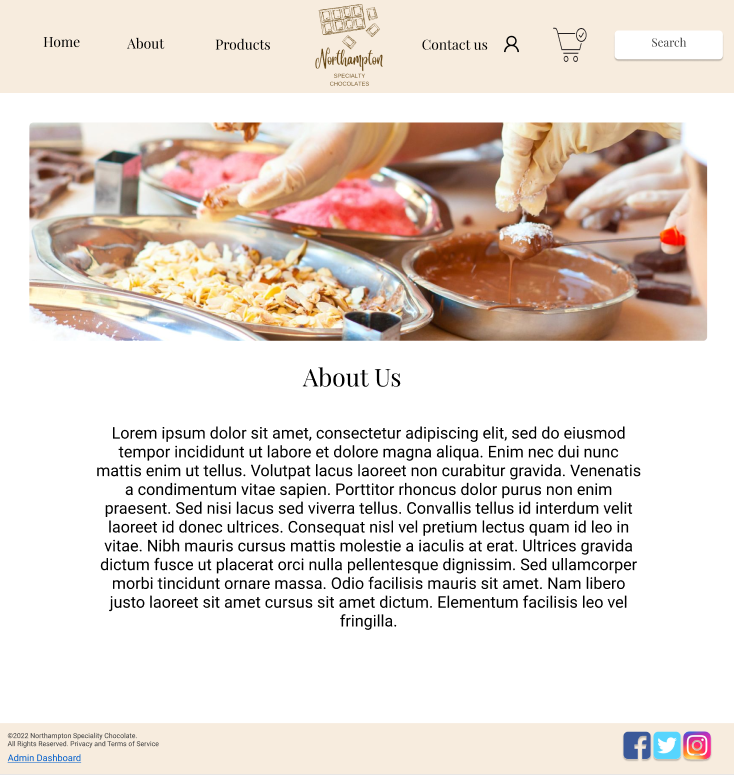 Home
About
Products
Northampton
SPECIALTY
CHOCOLATES
Contact us
Search
About Us
Lorem ipsum dolor sit amet, consectetur adipiscing elit, sed do eiusmod
tempor incididunt ut labore et dolore magna aliqua. Enim nec dui nunc
mattis enim ut tellus. Volutpat lacus laoreet non curabitur gravida. Venenatis
a condimentum vitae sapien. Porttitor rhoncus dolor purus non enim
praesent. Sed nisi lacus sed viverra tellus. Convallis tellus id interdum velit
laoreet id donec ultrices. Consequat nisl vel pretium lectus quam id leo in
vitae. Nibh mauris cursus mattis molestie a iaculis at erat. Ultrices gravida
dictum fusce ut placerat orci nulla pellentesque dignissim. Sed ullamcorper
morbi tincidunt ornare massa. Odio facilisis mauris sit amet. Nam libero
justo laoreet sit amet cursus sit amet dictum. Elementum facilisis leo vel
fringilla.
©2022 Northampton Speciality Chocolate.
All Rights Reserved. Privacy and Terms of Service
Admin Dashboard